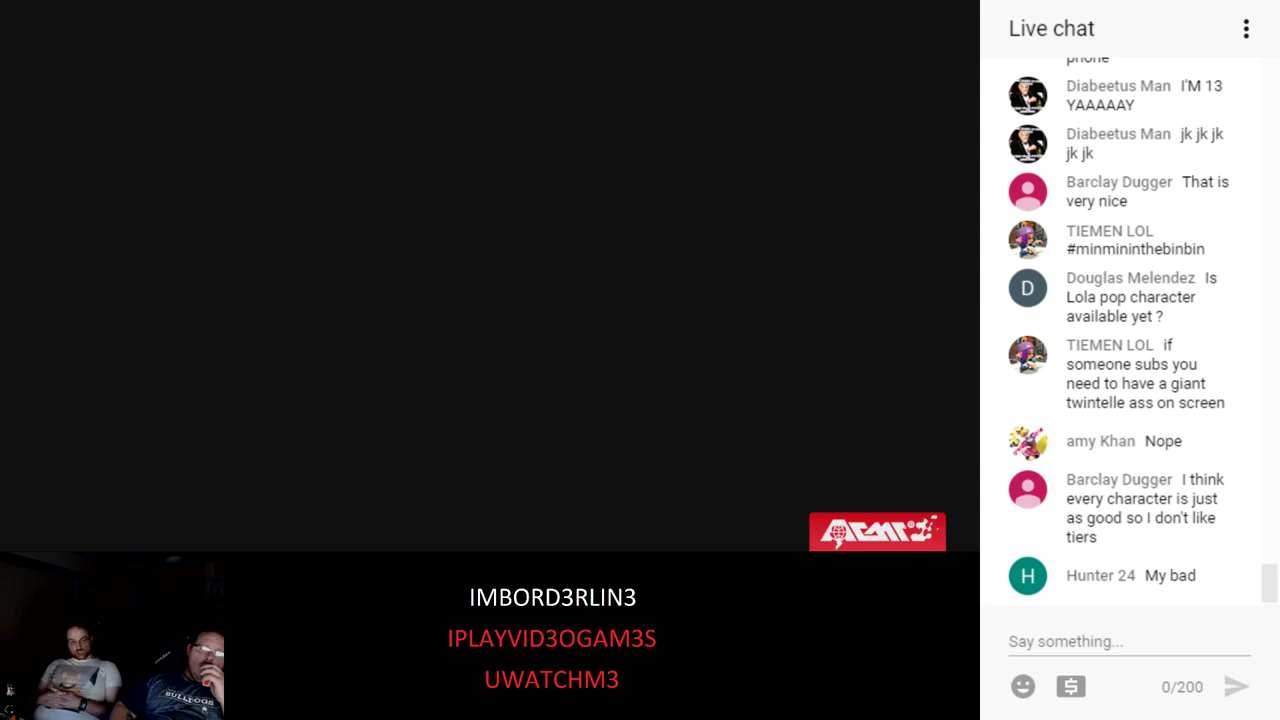 Live chat
phone
Diabeetus Man I'M 13
YAAAAAY
Diabeetus Man jk jk jk
jk jk
Barclay Dugger That is
very nice
TIEMEN LOL
#minmininthebinbin
Douglas Melendez Is
D
Lola pop character
available yet ?
TIEMEN LOL if
someone subs you
need to have a giant
twintelle ass on screen
amy Khan Nope
Barclay Dugger I think
every character is just
as good so I don't like
tiers
H
Hunter 24 My bad
Say something...
0/200
IMBORD3RLIN3
IPLAYVID3OGAM3S
UWATCHM3
BULLDOGS